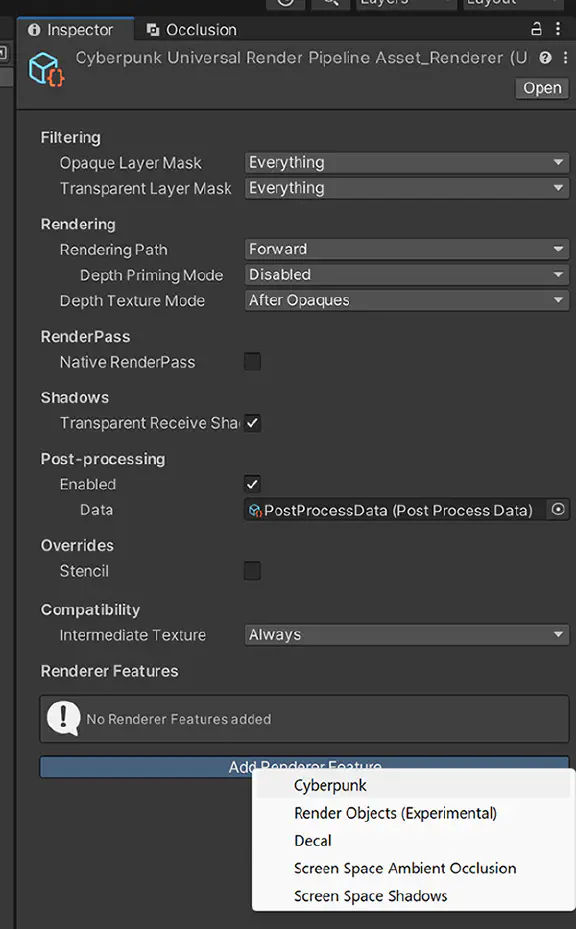 Layers Layout
Inspector Occlusion
Cyberpunk Universal Render Pipeline Asset_Renderer (U
Open
Filtering
Opaque Layer Mask Everything
Transparent Layer Mask Everything
Rendering
Rendering Path Forward
Depth Priming Mode Disabled
Depth Texture Mode After Opaques
RenderPass
Native RenderPass
Shadows
Transparent Receive Sha
Post-processing
Enabled
Data PostProcessData (Post Process Data)
Overrides
Stencil
Compatibility
Intermediate Texture Always
Renderer Features
No Renderer Features added
Add Renderer Feature
Cyberpunk
Render Objects (Experimental)
Decal
Screen Space Ambient Occlusion
Screen Space Shadows